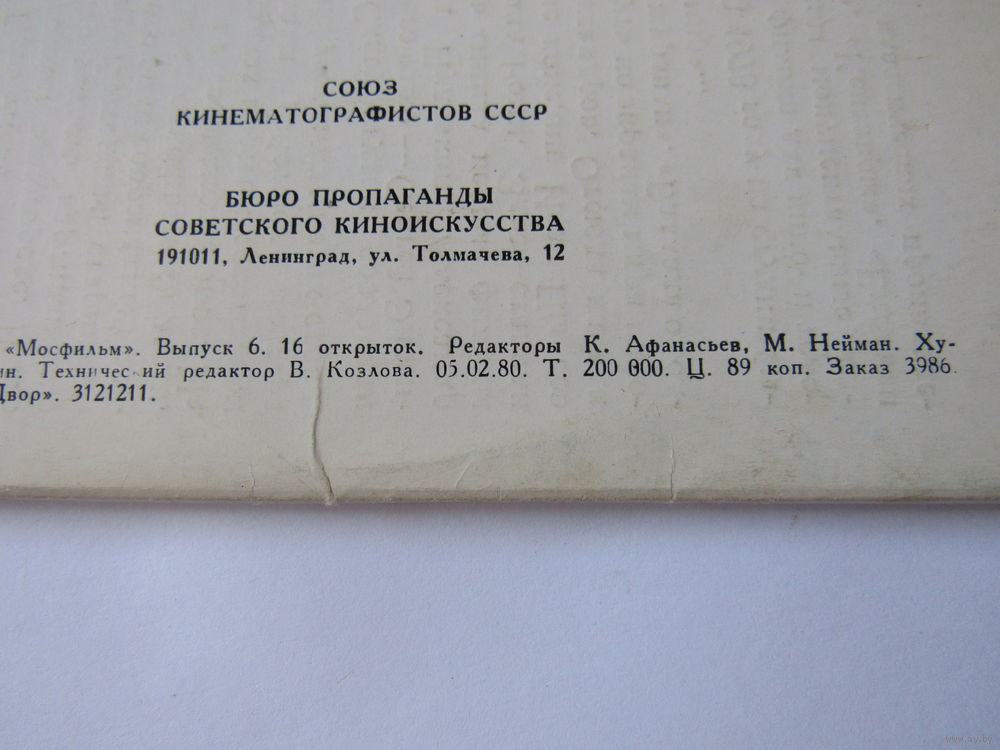 СОЮЗ
КИНЕМАТОГРАФИСТОВ СССР
БЮРО ПРОПАГАНДЫ
СОВЕТСКОГО КИНОИСКУССТВА
191011, Ленинград, ул. Толмачева, 12
«Мосфильм». Выпуск 6. 16 открыток. Редакторы К. Афанасьев, М. Нейман. Ху-
ин. Технический редактор В. Козлова. 05.02.80. Т. 200 000. Ц. 89 коп. Заказ 3986.
Двор». 3121211.